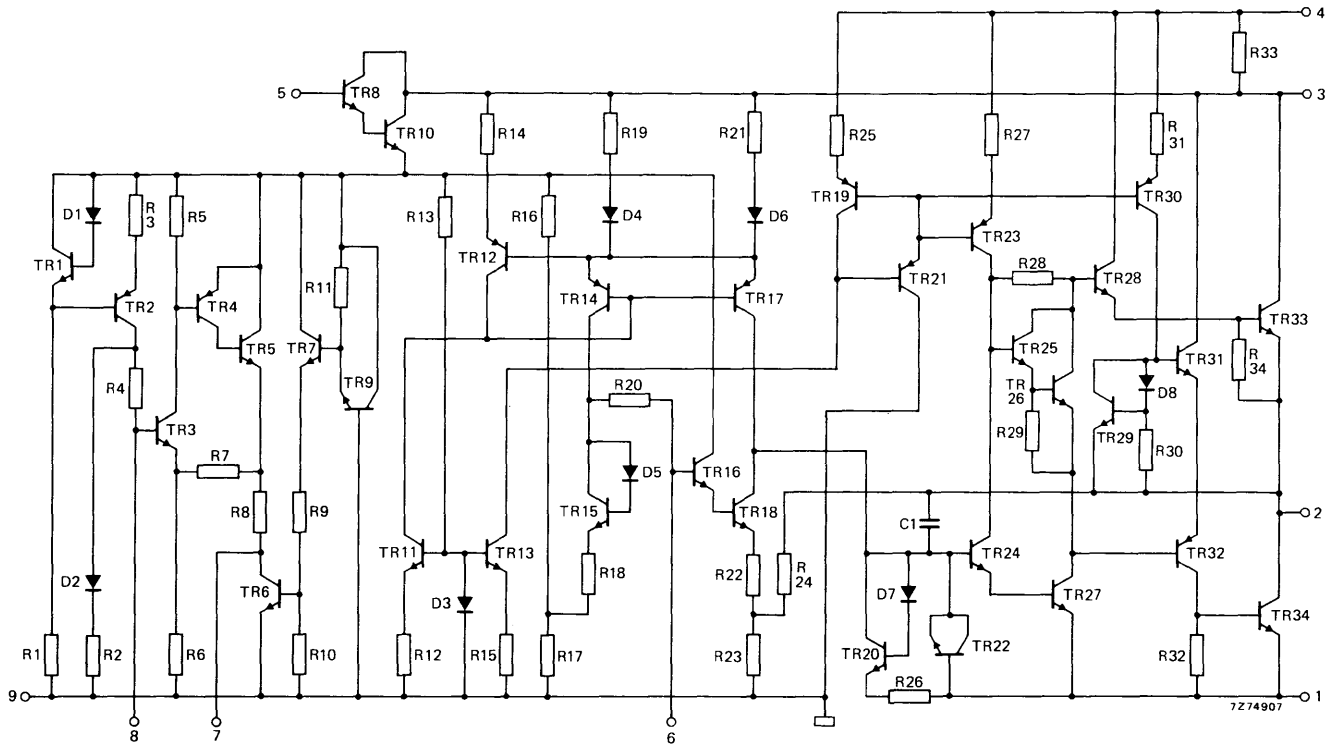 4
R33
5
TR8
3
TR10
R14
R19
R21
R25
R27
R
31
D1
R
3
R5
R13
R16
D4
D6
TR19
TR30
TR1
TR12
TR23
R11
TR2
TR4
TR14
TR17
TR21
R28
TR28
TR33
TR5
TR7
TR25
TR31
R
34
R4
TR9
TR
26
D8
R20
TR3
R29
TR29
R30
R7
D5
TR16
R8
R9
TR15
TR18
C1
2
TR11
TR13
R18
R22
R
24
TR24
TR32
D2
TR6
D3
D7
TR27
TR34
R1
R2
R6
R10
R12
R15
R17
R23
TR20
TR22
R32
R26
9
1
7Z74907
8
7
6